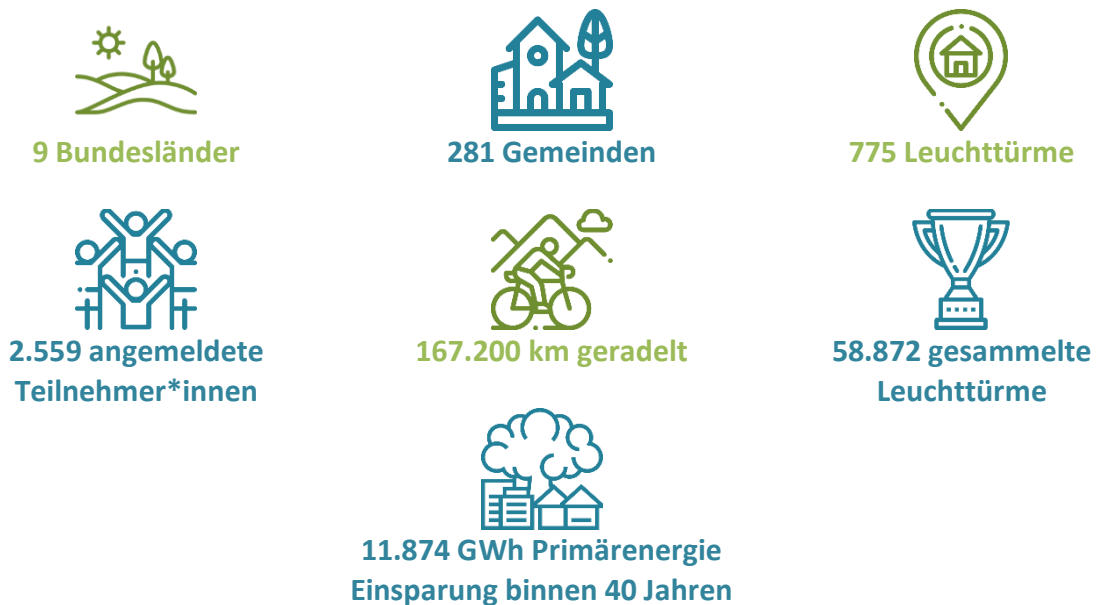 9 Bundesländer
281 Gemeinden
775 Leuchttürme
2.559 angemeldete
Teilnehmer*innen
167.200 km geradelt
58.872 gesammelte
Leuchttürme
11.874 GWh Primärenergie
Einsparung binnen 40 Jahren